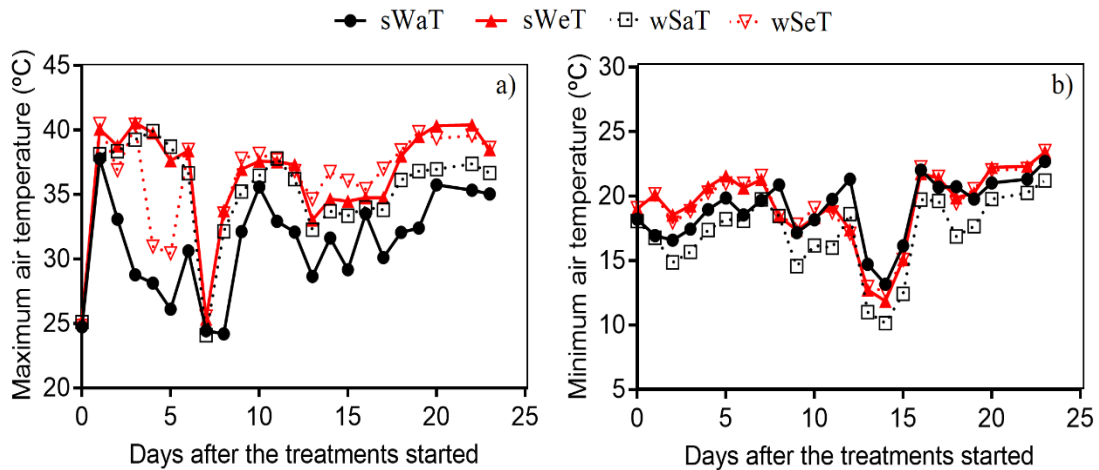 sWaT sWeT wSaT wSeT
a)
Maximum air temperature (ºC)
45
40
35
30
25
20
0 5 10 15 20 25
Days after the treatments started
b)
Minimum air temperature (ºC)
30
25
20
15
10
5
0 5 10 15 20 25
Days after the treatments started